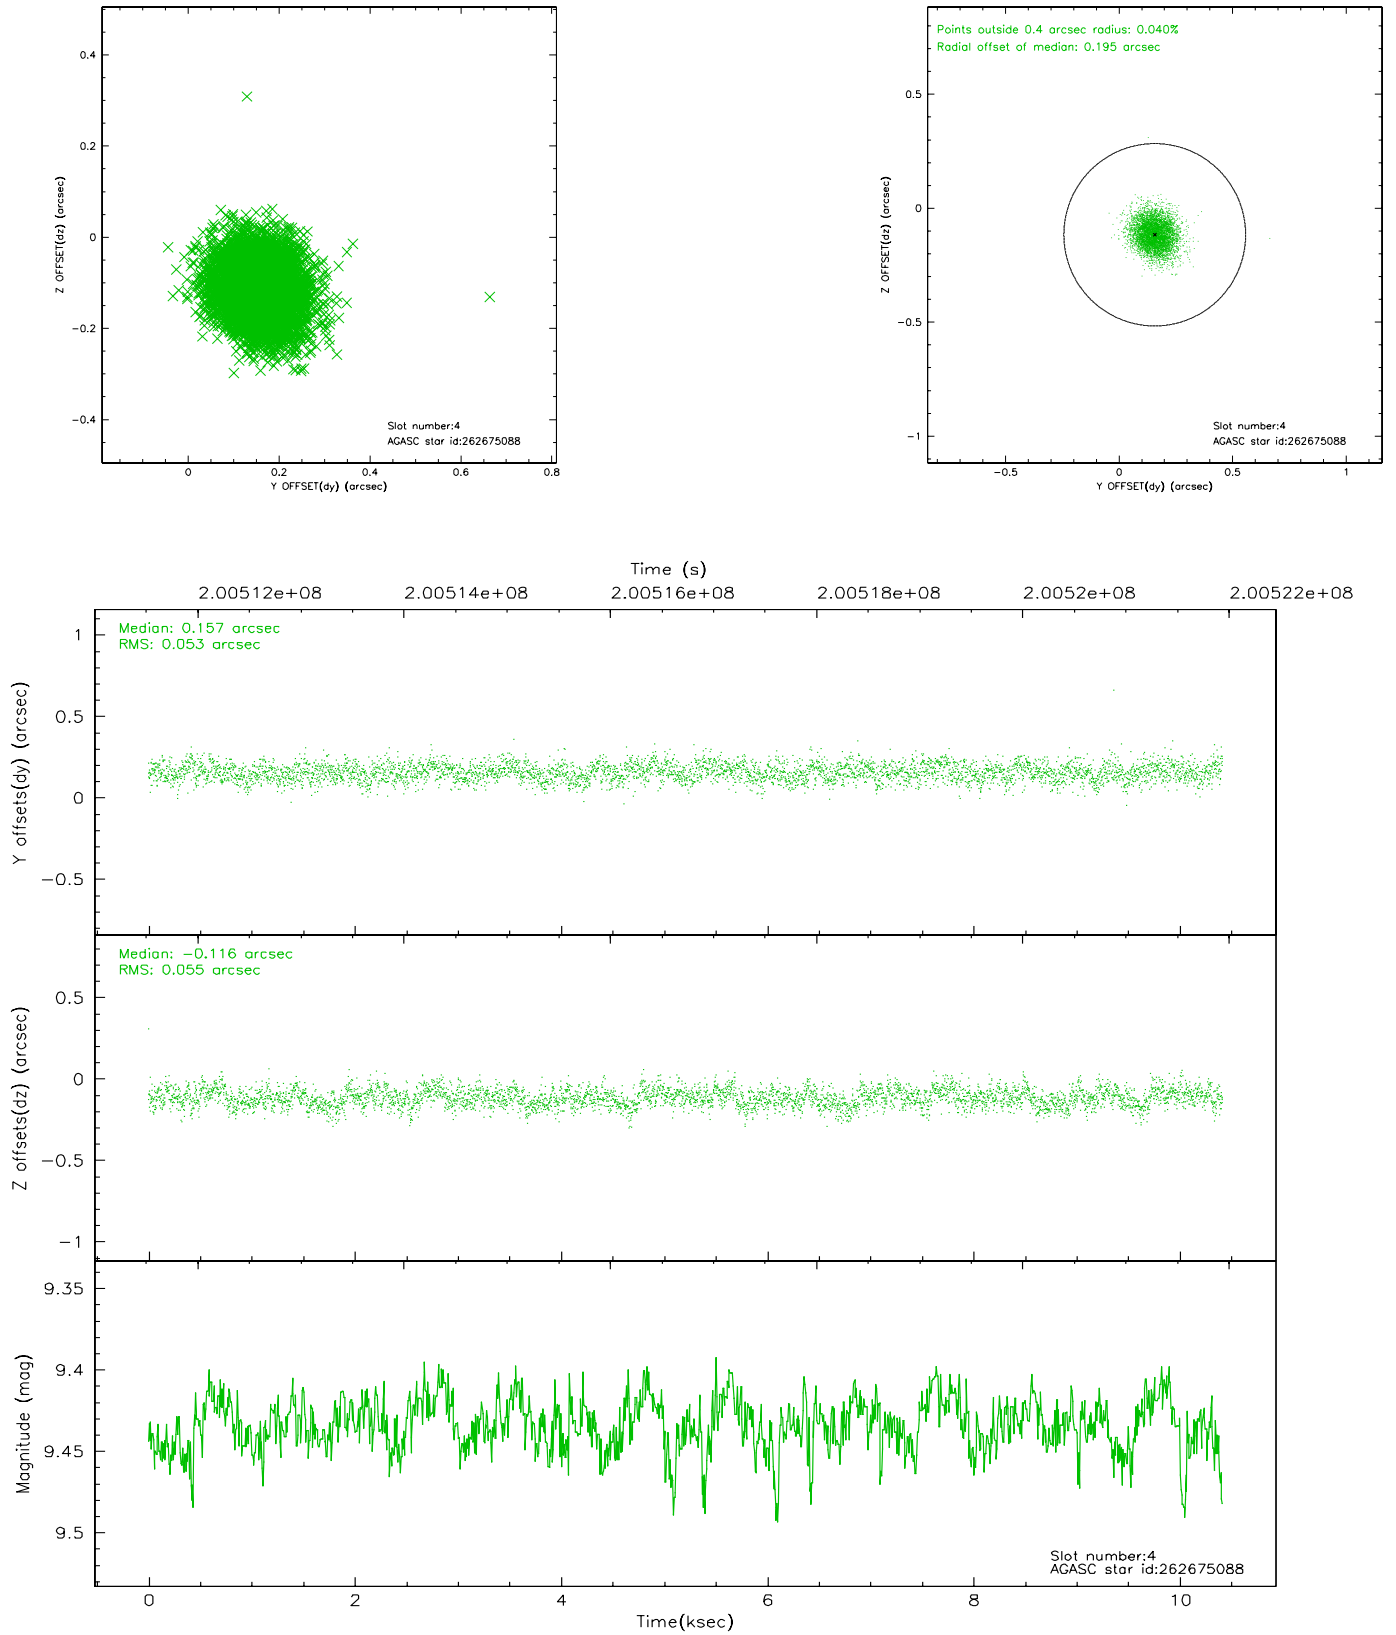 0.4
0.2
0
−0.2
−0.4
Z OFFSET(dz) (arcsec)
Slot number:4
AGASC star id:262675088
0 0.2 0.4 0.6 0.8
Y OFFSET(dy) (arcsec)
Points outside 0.4 arcsec radius: 0.040%
Radial offset of median: 0.195 arcsec
0.5
0
−0.5
−1
Z OFFSET(dz) (arcsec)
Slot number:4
AGASC star id:262675088
−0.5 0 0.5 1
Y OFFSET(dy) (arcsec)
Time (s)
2.00512e+08 2.00514e+08 2.00516e+08 2.00518e+08 2.0052e+08 2.00522e+08
Median: 0.157 arcsec
RMS: 0.053 arcsec
1
0.5
0
−0.5
Y offsets(dy) (arcsec)
Median: −0.116 arcsec
RMS: 0.055 arcsec
0.5
0
−0.5
−1
Z offsets(dz) (arcsec)
9.35
9.4
9.45
9.5
Magnitude (mag)
Slot number:4
AGASC star id:262675088
0 2 4 6 8 10
Time(ksec)